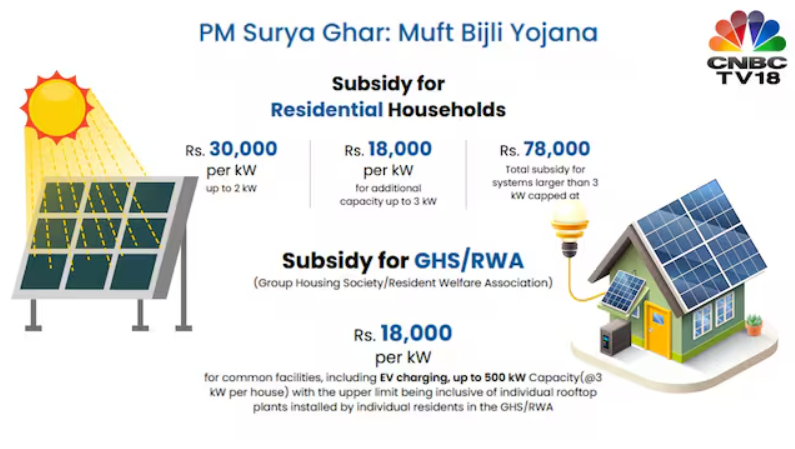 PM Surya Ghar: Muft Bijli Yojana
CNBC
TV18
Subsidy for
Residential Households
Rs. 30,000
per kW
up to 2 kW
Rs. 18,000
per kW
for additional
capacity up to 3 kW
Rs. 78,000
Total subsidy for
systems larger than 3
kW capped at
Subsidy for GHS/RWA
(Group Housing Society/Resident Welfare Association)
Rs. 18,000
per kW
for common facilities, including EV charging, up to 500 kW Capacity(@3
kW per house) with the upper limit being inclusive of individual rooftop
plants installed by individual residents in the GHS/RWA